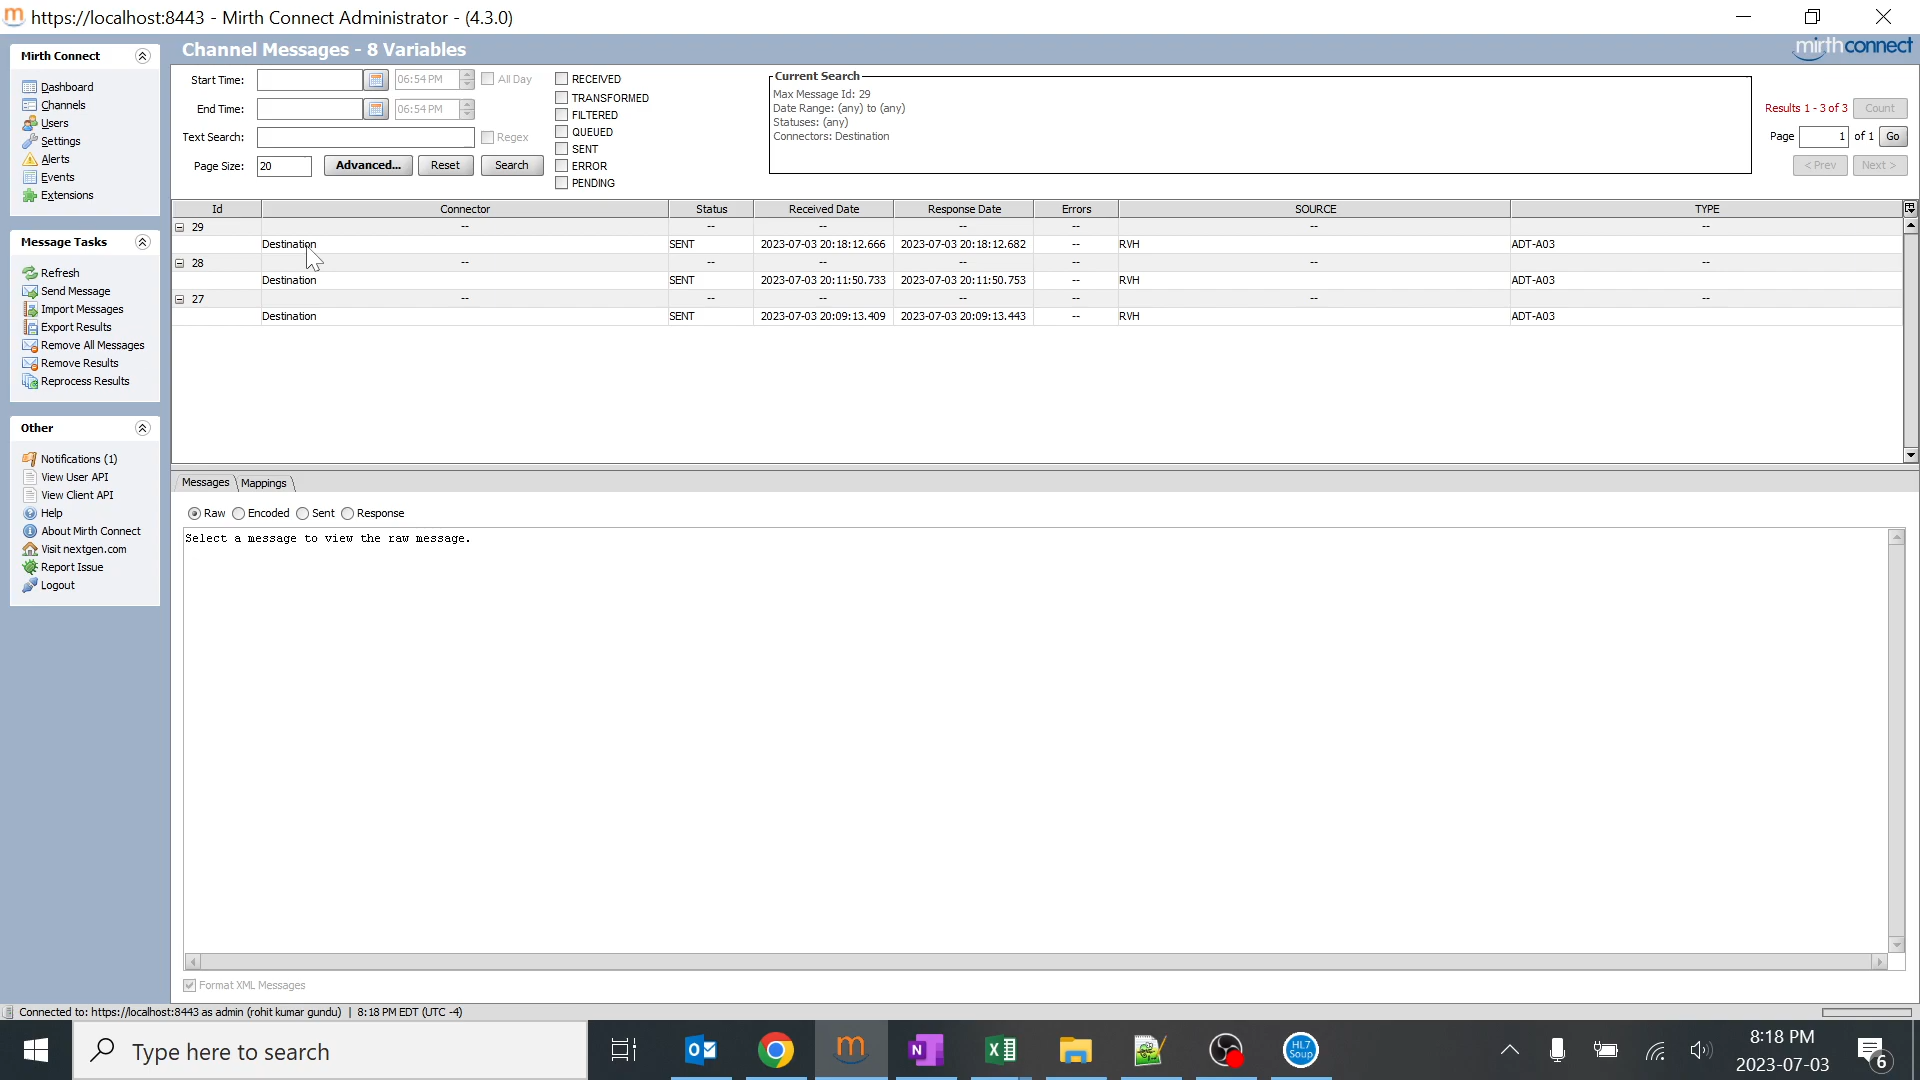 https://localhost:8443 - Mirth Connect Administrator - (4.3.0)
Mirth Connect
Dashboard
Channels
Users
Settings
Alerts
Events
Extensions
Message Tasks
Refresh
Send Message
Import Messages
Export Results
Remove All Messages
Remove Results
Reprocess Results
Other
Notifications (1)
View User API
View Client API
Help
About Mirth Connect
Visit nextgen.com
Report Issue
Logout
Channel Messages - 8 Variables
mirthconnect
Start Time: 06:54 PM All Day
End Time: 06:54 PM
Text Search: Regex
Page Size: 20 Advanced... Reset Search
RECEIVED
TRANSFORMED
FILTERED
QUEUED
SENT
ERROR
PENDING
Current Search
Max Message Id: 29
Date Range: (any) to (any)
Statuses: (any)
Connectors: Destination
Results 1 - 3 of 3 Count
Page 1 of 1 Go
< Prev Next >
Id Connector Status Received Date Response Date Errors SOURCE TYPE
29 -- -- -- -- -- -- --
Destination SENT 2023-07-03 20:18:12.666 2023-07-03 20:18:12.682 -- RVH ADT-A03
28 -- -- -- -- -- -- --
Destination SENT 2023-07-03 20:11:50.733 2023-07-03 20:11:50.753 -- RVH ADT-A03
27 -- -- -- -- -- -- --
Destination SENT 2023-07-03 20:09:13.409 2023-07-03 20:09:13.443 -- RVH ADT-A03
Messages Mappings
Raw Encoded Sent Response
Select a message to view the raw message.
Format XML Messages
Connected to: https://localhost:8443 as admin (rohit kumar gundu) | 8:18 PM EDT (UTC -4)
Type here to search
HL7
Soup
8:18 PM
2023-07-03
6